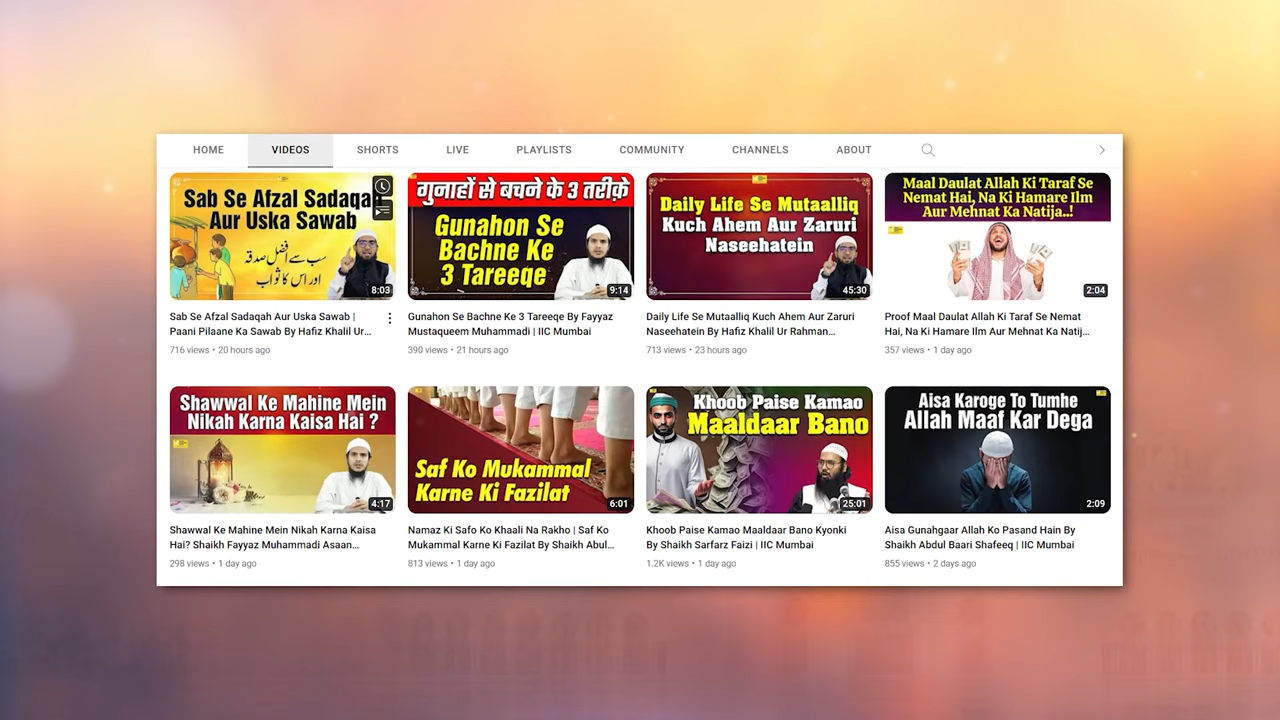 HOME VIDEOS SHORTS LIVE PLAYLISTS COMMUNITY CHANNELS ABOUT
Sab Se Afzal Sadaqah
Aur Uska Sawab
سب سے افضل صدقہ
اور اس کا ثواب
8:03
Sab Se Afzal Sadaqah Aur Uska Sawab |
Paani Pilaane Ka Sawab By Hafiz Khalil Ur...
716 views • 20 hours ago
गुनाहों से बचने के 3 तरीक़े
Gunahon Se
Bachne Ke
3 Tareeqe
9:14
Gunahon Se Bachne Ke 3 Tareeqe By Fayyaz
Mustaqueem Muhammadi | IIC Mumbai
390 views • 21 hours ago
Daily Life Se Mutaalliq
Kuch Ahem Aur Zaruri
Naseehatein
45:30
Daily Life Se Mutaalliq Kuch Ahem Aur Zaruri
Naseehatein By Hafiz Khalil Ur Rahman...
713 views • 23 hours ago
Maal Daulat Allah Ki Taraf Se
Nemat Hai, Na Ki Hamare Ilm
Aur Mehnat Ka Natija..!
2:04
Proof Maal Daulat Allah Ki Taraf Se Nemat
Hai, Na Ki Hamare Ilm Aur Mehnat Ka Natij...
357 views • 1 day ago
Shawwal Ke Mahine Mein
Nikah Karna Kaisa Hai ?
4:17
Shawwal Ke Mahine Mein Nikah Karna Kaisa
Hai? Shaikh Fayyaz Muhammadi Asaan...
298 views • 1 day ago
Saf Ko Mukammal
Karne Ki Fazilat
6:01
Namaz Ki Safo Ko Khaali Na Rakho | Saf Ko
Mukammal Karne Ki Fazilat By Shaikh Abul...
813 views • 1 day ago
Khoob Paise Kamao
Maaldaar Bano
25:01
Khoob Paise Kamao Maaldaar Bano Kyonki
By Shaikh Sarfarz Faizi | IIC Mumbai
1.2K views • 1 day ago
Aisa Karoge To Tumhe
Allah Maaf Kar Dega
2:09
Aisa Gunahgaar Allah Ko Pasand Hain By
Shaikh Abdul Baari Shafeeq | IIC Mumbai
855 views • 2 days ago